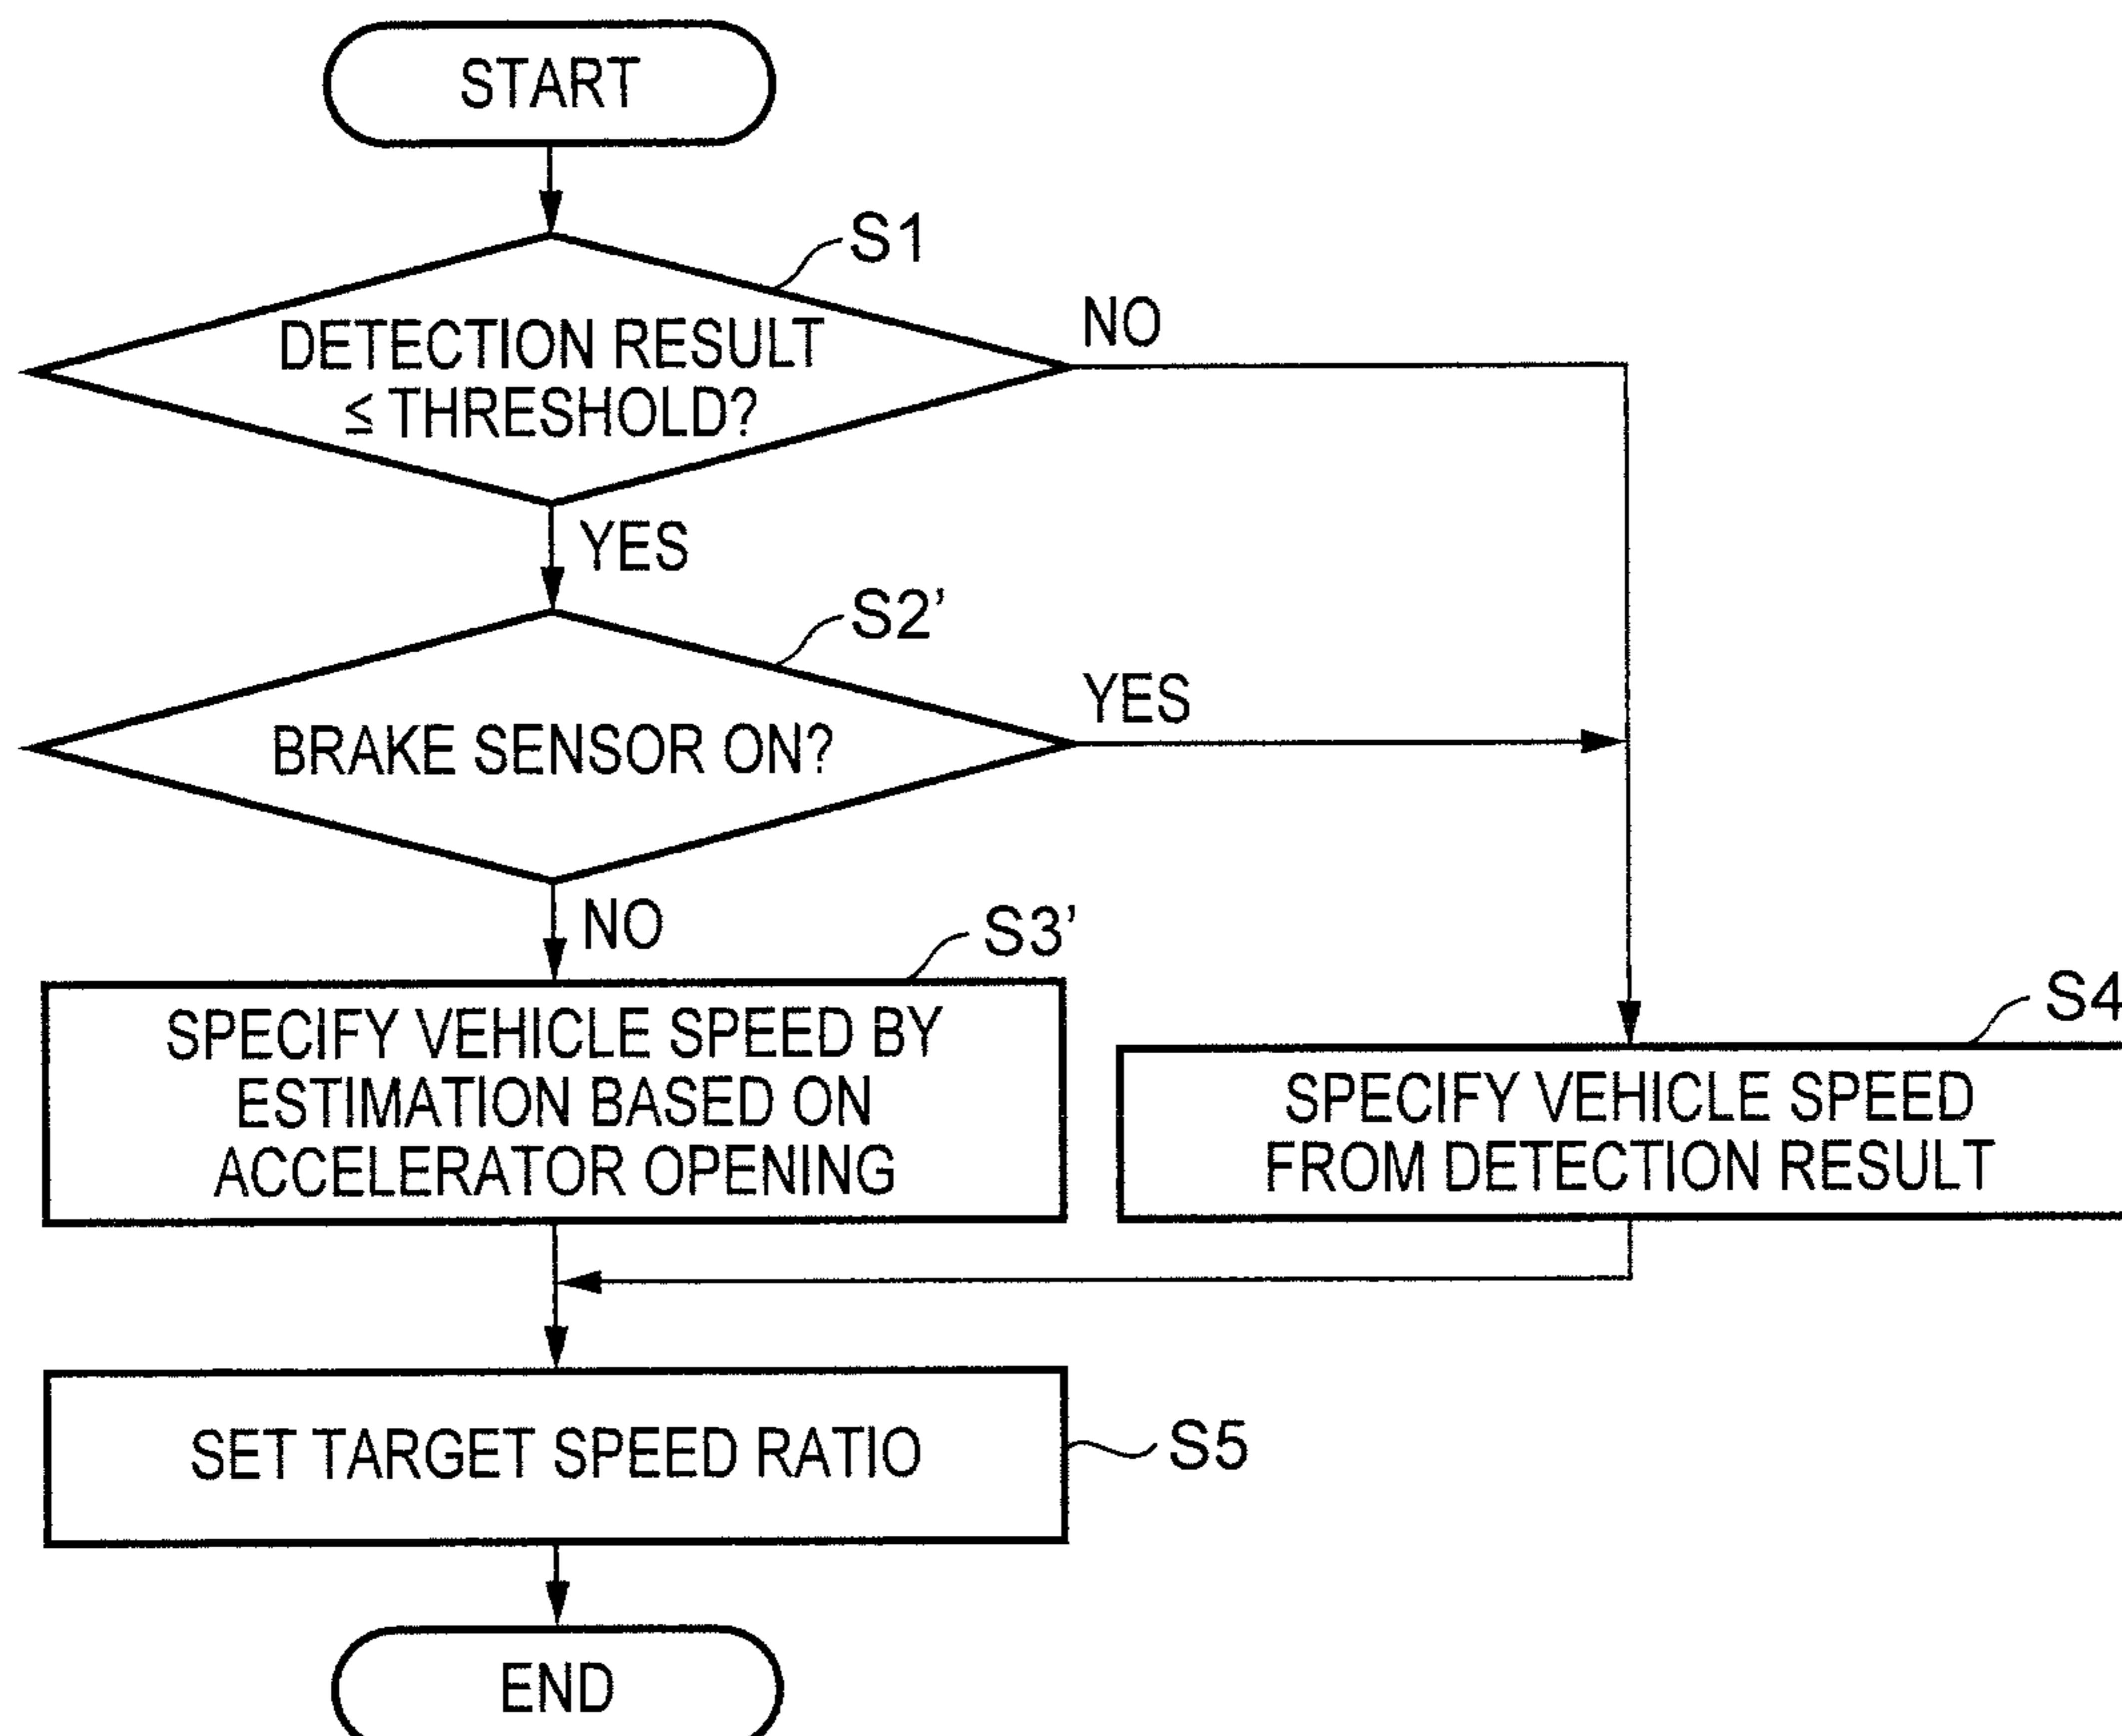 START
S1
DETECTION RESULT
≤ THRESHOLD?
NO
YES
S2'
BRAKE SENSOR ON?
YES
NO
S3'
SPECIFY VEHICLE SPEED BY
ESTIMATION BASED ON
ACCELERATOR OPENING
S4
SPECIFY VEHICLE SPEED
FROM DETECTION RESULT
SET TARGET SPEED RATIO
S5
END